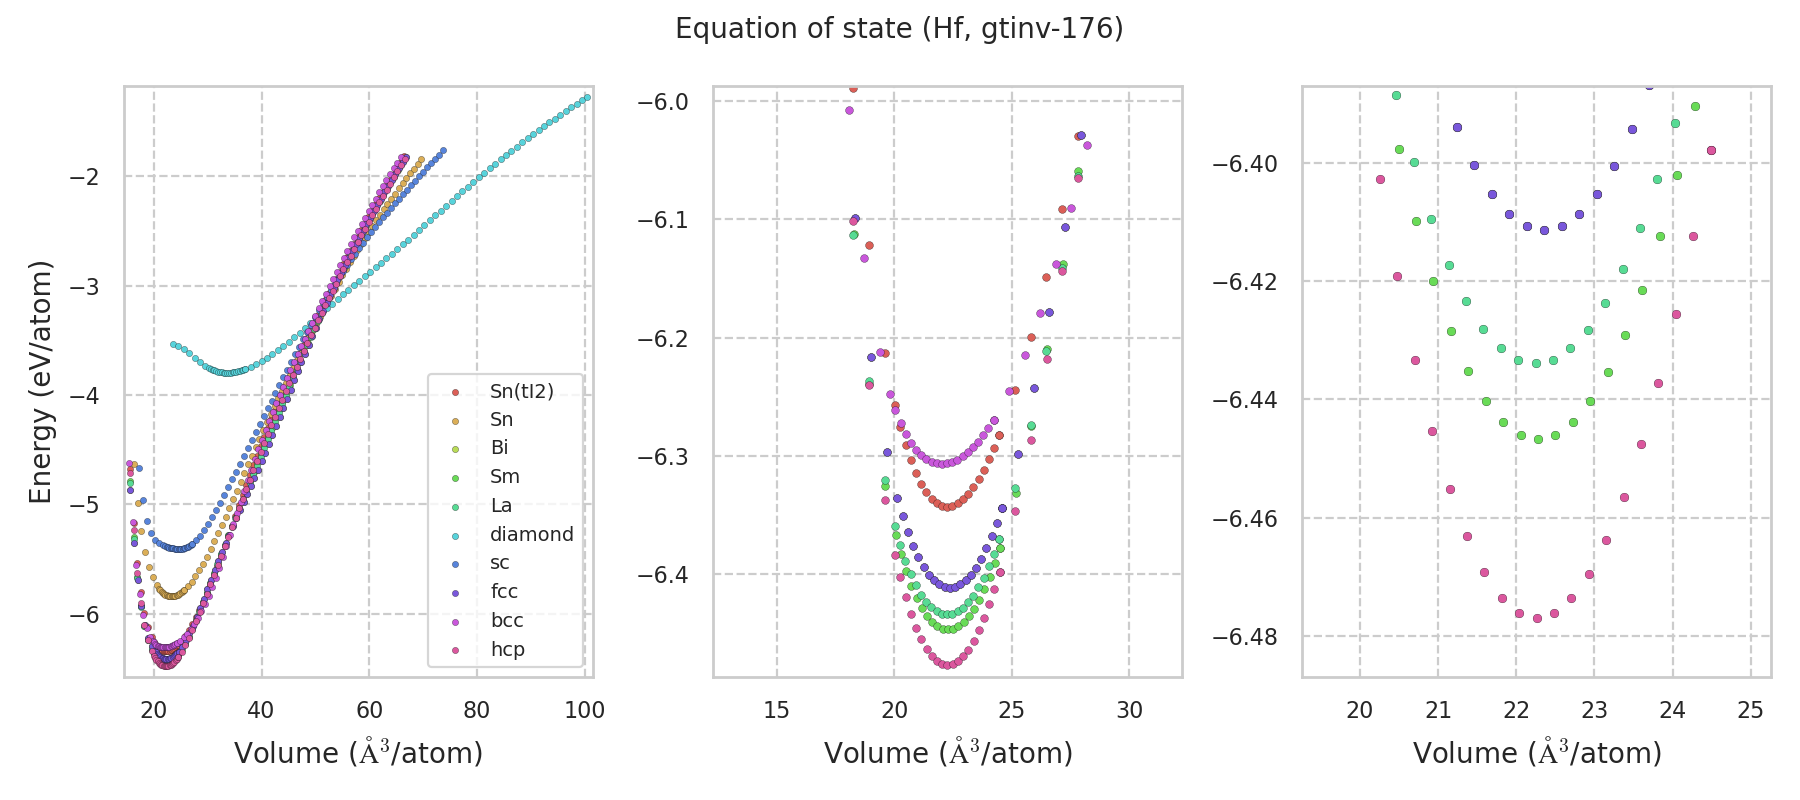 Equation of state (Hf, gtinv-176)
Energy (eV/atom)
−2
−3
−4
−5
−6
20 40 60 80 100
Volume (Å³/atom)
Sn(tI2)
Sn
Bi
Sm
La
diamond
sc
fcc
bcc
hcp
−6.0
−6.1
−6.2
−6.3
−6.4
15 20 25 30
Volume (Å³/atom)
−6.40
−6.42
−6.44
−6.46
−6.48
20 21 22 23 24 25
Volume (Å³/atom)